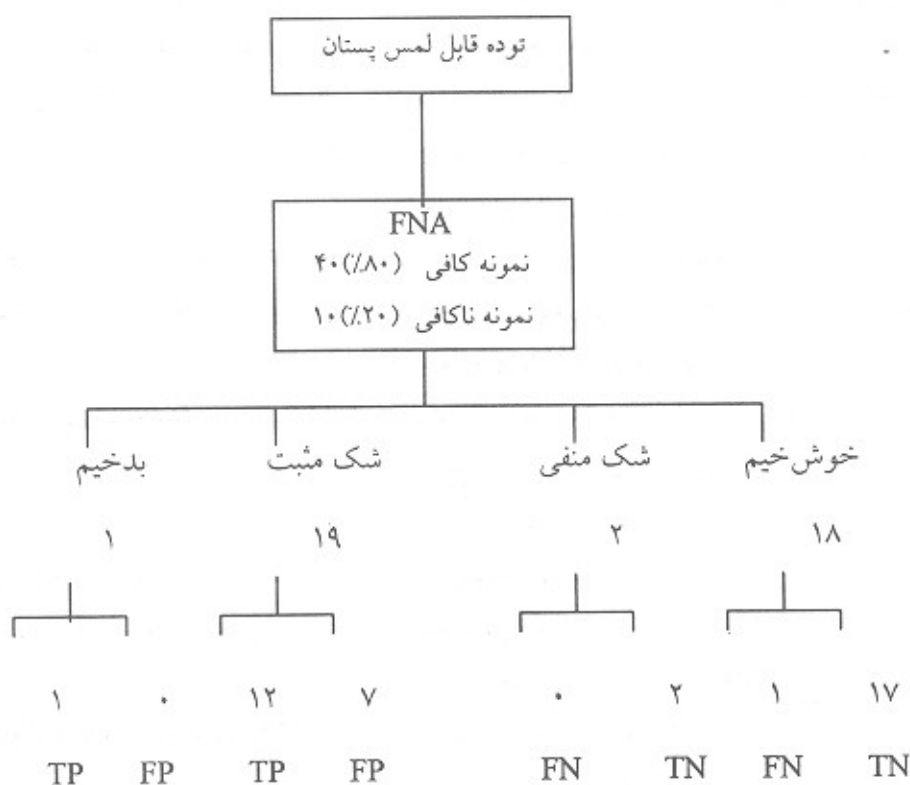 توده قابل لمس پستان
FNA
نمونه کافی (٪۸۰)۴۰
نمونه ناکافی (٪۲۰)۱۰
خوش‌خیم شک منفی شک مثبت بدخیم
۱۸ ۲ ۱۹ ۱
۱ ۰ ۱۲ ۷ ۰ ۲ ۱ ۱۷
TP FP TP FP FN TN FN TN